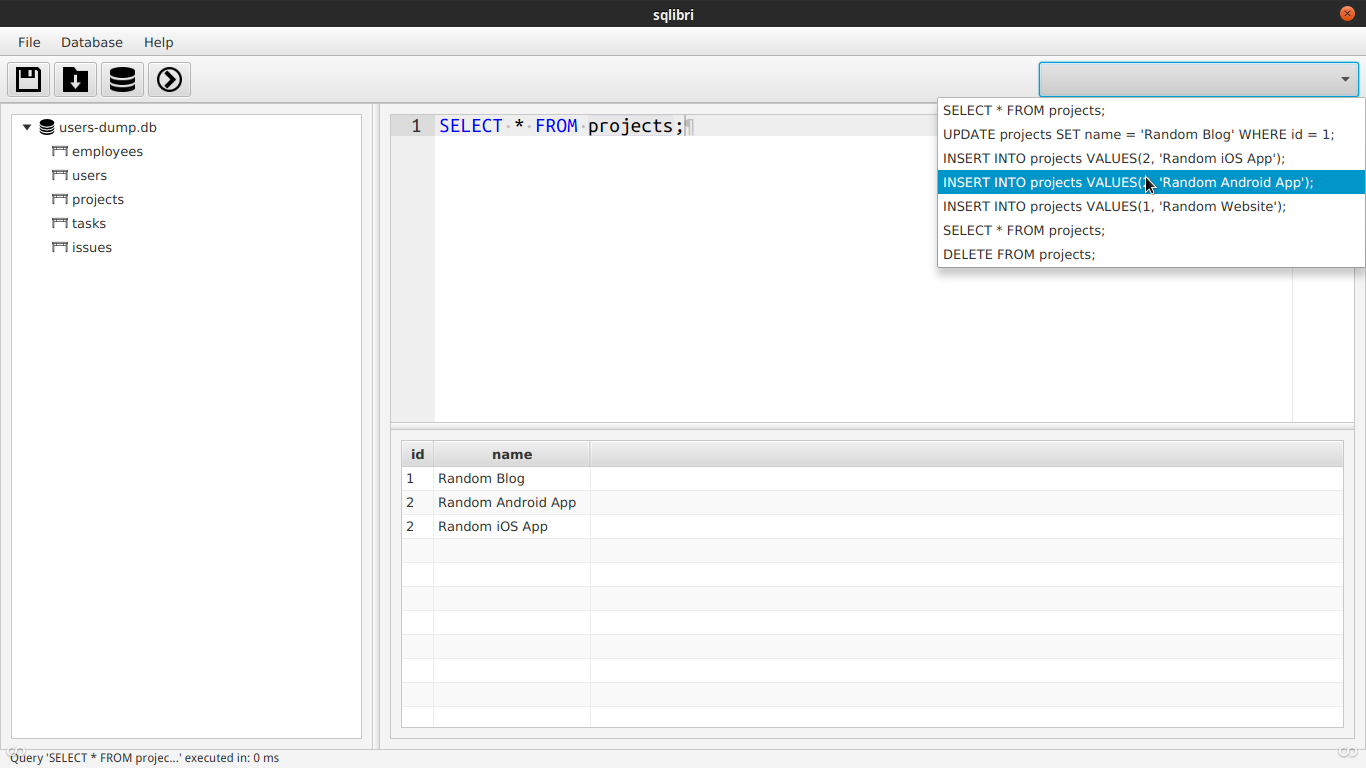 sqlibri
File Database Help
users-dump.db
employees
users
projects
tasks
issues
1 SELECT * FROM projects;¶
SELECT * FROM projects;
UPDATE projects SET name = 'Random Blog' WHERE id = 1;
INSERT INTO projects VALUES(2, 'Random iOS App');
INSERT INTO projects VALUES( 'Random Android App');
INSERT INTO projects VALUES(1, 'Random Website');
SELECT * FROM projects;
DELETE FROM projects;
id name
1 Random Blog
2 Random Android App
2 Random iOS App
Query 'SELECT * FROM projec...' executed in: 0 ms